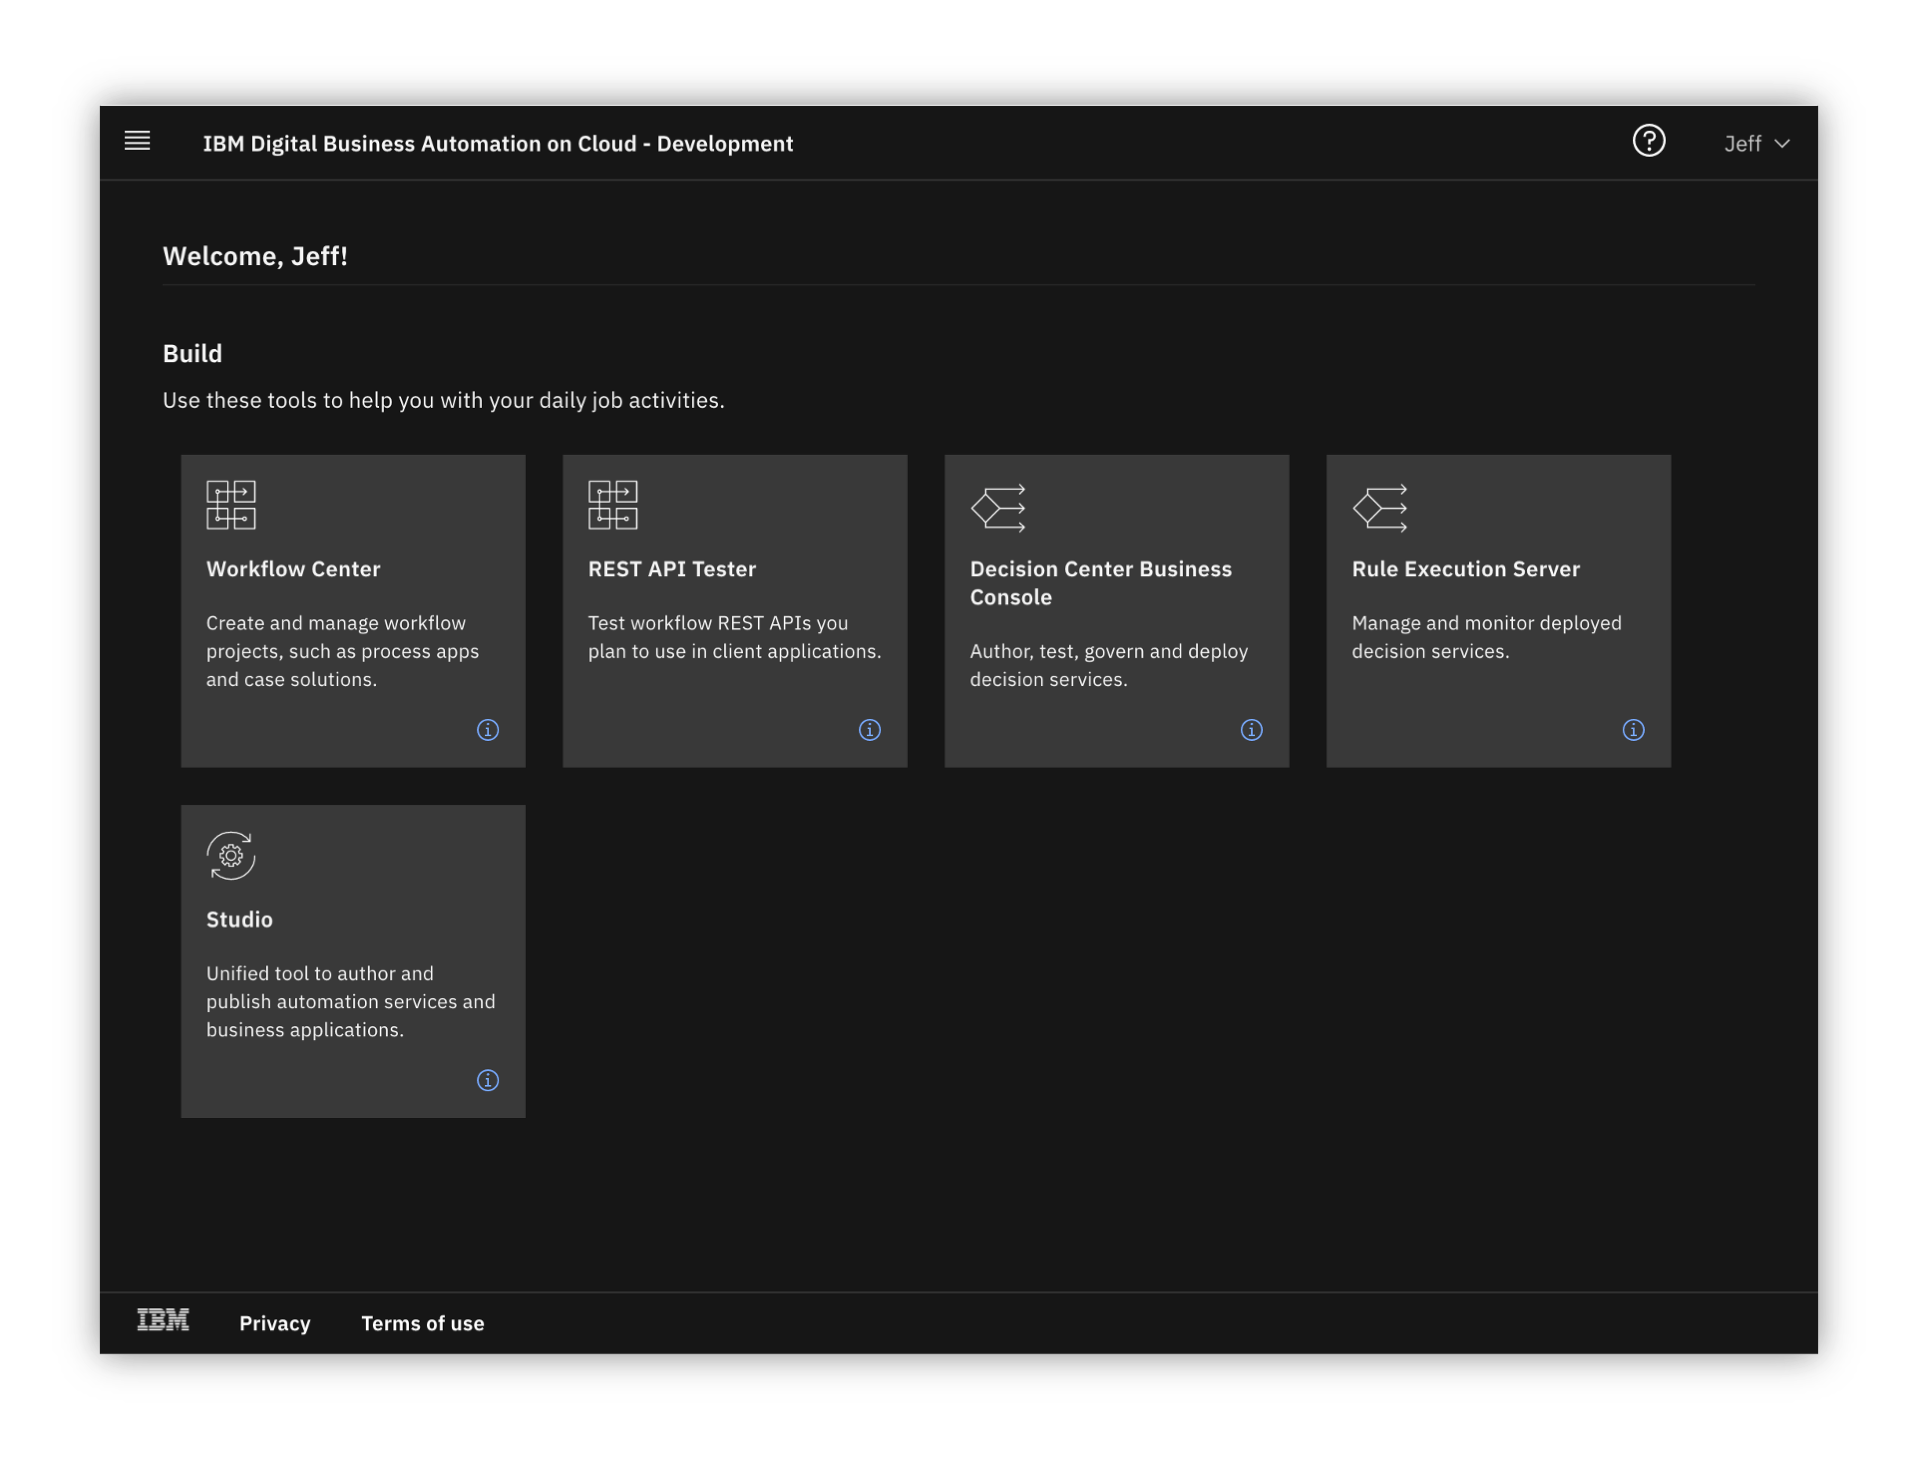 IBM Digital Business Automation on Cloud - Development
Jeff
Welcome, Jeff!
Build
Use these tools to help you with your daily job activities.
Workflow Center
Create and manage workflow
projects, such as process apps
and case solutions.
REST API Tester
Test workflow REST APIs you
plan to use in client applications.
Decision Center Business
Console
Author, test, govern and deploy
decision services.
Rule Execution Server
Manage and monitor deployed
decision services.
Studio
Unified tool to author and
publish automation services and
business applications.
IBM
Privacy
Terms of use